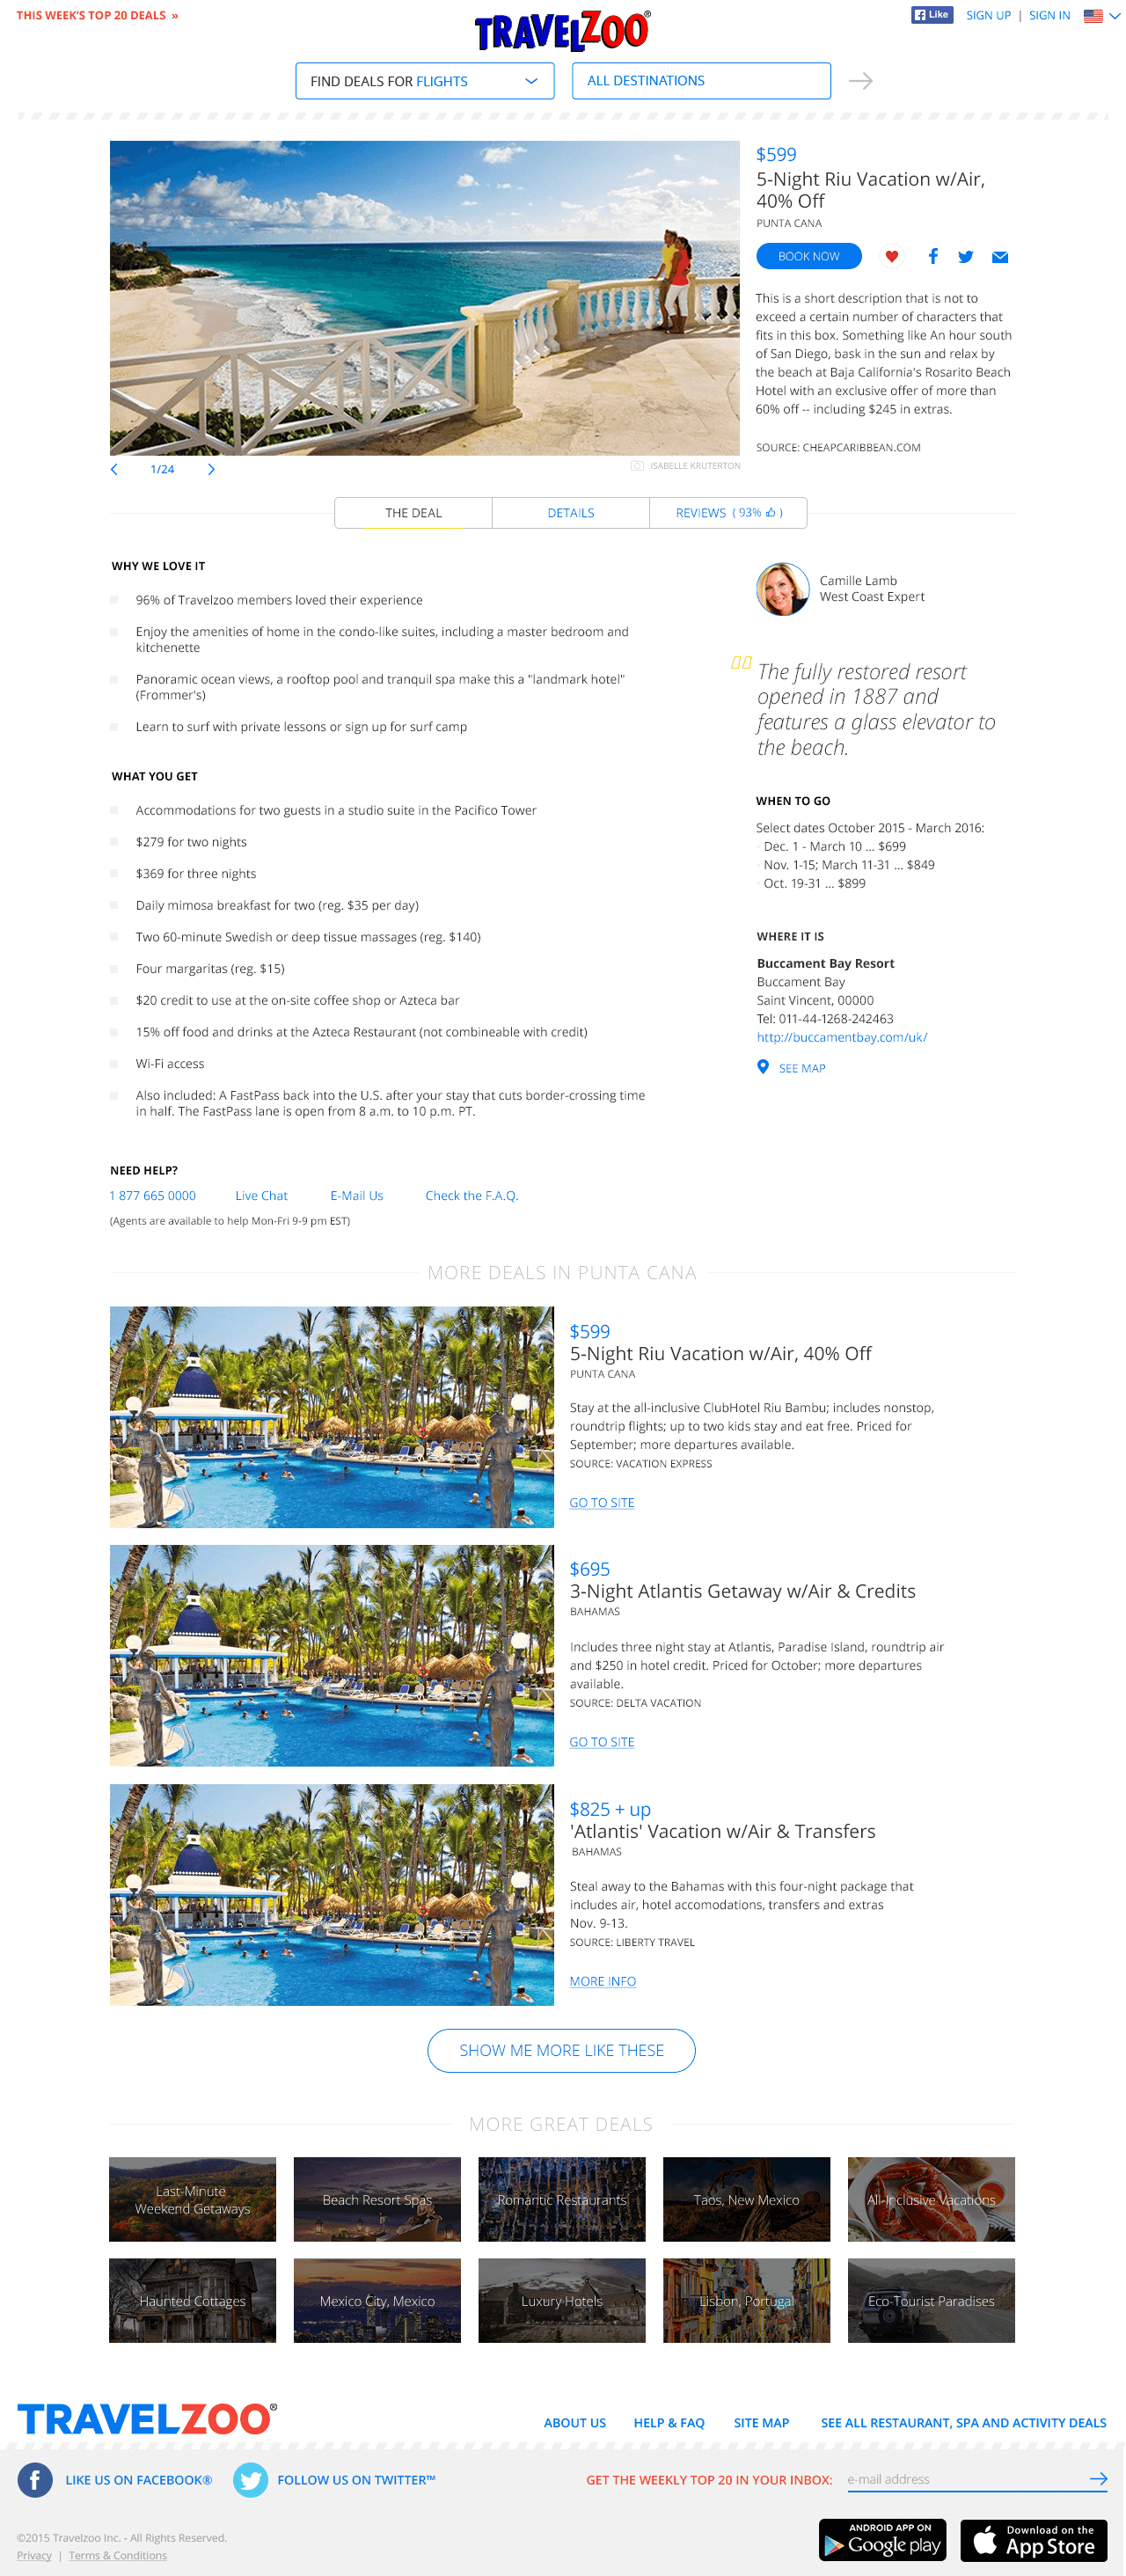 THIS WEEK'S TOP 20 DEALS »
TRAVELZOO®
Like
SIGN UP | SIGN IN
FIND DEALS FOR FLIGHTS
ALL DESTINATIONS
$599
5-Night Riu Vacation w/Air,
40% Off
PUNTA CANA
BOOK NOW
This is a short description that is not to
exceed a certain number of characters that
fits in this box. Something like An hour south
of San Diego, bask in the sun and relax by
the beach at Baja California's Rosarito Beach
Hotel with an exclusive offer of more than
60% off -- including $245 in extras.
SOURCE: CHEAPCARIBBEAN.COM
1/24
ISABELLE KRUTERTON
THE DEAL
DETAILS
REVIEWS ( 93% )
WHY WE LOVE IT
96% of Travelzoo members loved their experience
Enjoy the amenities of home in the condo-like suites, including a master bedroom and
kitchenette
Panoramic ocean views, a rooftop pool and tranquil spa make this a "landmark hotel"
(Frommer's)
Learn to surf with private lessons or sign up for surf camp
WHAT YOU GET
Accommodations for two guests in a studio suite in the Pacifico Tower
$279 for two nights
$369 for three nights
Daily mimosa breakfast for two (reg. $35 per day)
Two 60-minute Swedish or deep tissue massages (reg. $140)
Four margaritas (reg. $15)
$20 credit to use at the on-site coffee shop or Azteca bar
15% off food and drinks at the Azteca Restaurant (not combineable with credit)
Wi-Fi access
Also included: A FastPass back into the U.S. after your stay that cuts border-crossing time
in half. The FastPass lane is open from 8 a.m. to 10 p.m. PT.
Camille Lamb
West Coast Expert
The fully restored resort
opened in 1887 and
features a glass elevator to
the beach.
WHEN TO GO
Select dates October 2015 - March 2016:
Dec. 1 - March 10 ... $699
Nov. 1-15; March 11-31 ... $849
Oct. 19-31 ... $899
WHERE IT IS
Buccament Bay Resort
Buccament Bay
Saint Vincent, 00000
Tel: 011-44-1268-242463
http://buccamentbay.com/uk/
SEE MAP
NEED HELP?
1 877 665 0000
Live Chat
E-Mail Us
Check the F.A.Q.
(Agents are available to help Mon-Fri 9-9 pm EST)
MORE DEALS IN PUNTA CANA
$599
5-Night Riu Vacation w/Air, 40% Off
PUNTA CANA
Stay at the all-inclusive ClubHotel Riu Bambu; includes nonstop,
roundtrip flights; up to two kids stay and eat free. Priced for
September; more departures available.
SOURCE: VACATION EXPRESS
GO TO SITE
$695
3-Night Atlantis Getaway w/Air & Credits
BAHAMAS
Includes three night stay at Atlantis, Paradise Island, roundtrip air
and $250 in hotel credit. Priced for October; more departures
available.
SOURCE: DELTA VACATION
GO TO SITE
$825 + up
'Atlantis' Vacation w/Air & Transfers
BAHAMAS
Steal away to the Bahamas with this four-night package that
includes air, hotel accomodations, transfers and extras
Nov. 9-13.
SOURCE: LIBERTY TRAVEL
MORE INFO
SHOW ME MORE LIKE THESE
MORE GREAT DEALS
Last-Minute
Weekend Getaways
Beach Resort Spas
Romantic Restaurants
Taos, New Mexico
All-Inclusive Vacations
Haunted Cottages
Mexico City, Mexico
Luxury Hotels
Lisbon, Portugal
Eco-Tourist Paradises
TRAVELZOO®
ABOUT US
HELP & FAQ
SITE MAP
SEE ALL RESTAURANT, SPA AND ACTIVITY DEALS
LIKE US ON FACEBOOK®
FOLLOW US ON TWITTER™
GET THE WEEKLY TOP 20 IN YOUR INBOX:
e-mail address
©2015 Travelzoo Inc. - All Rights Reserved.
Privacy | Terms & Conditions
ANDROID APP ON
Google play
Download on the
App Store